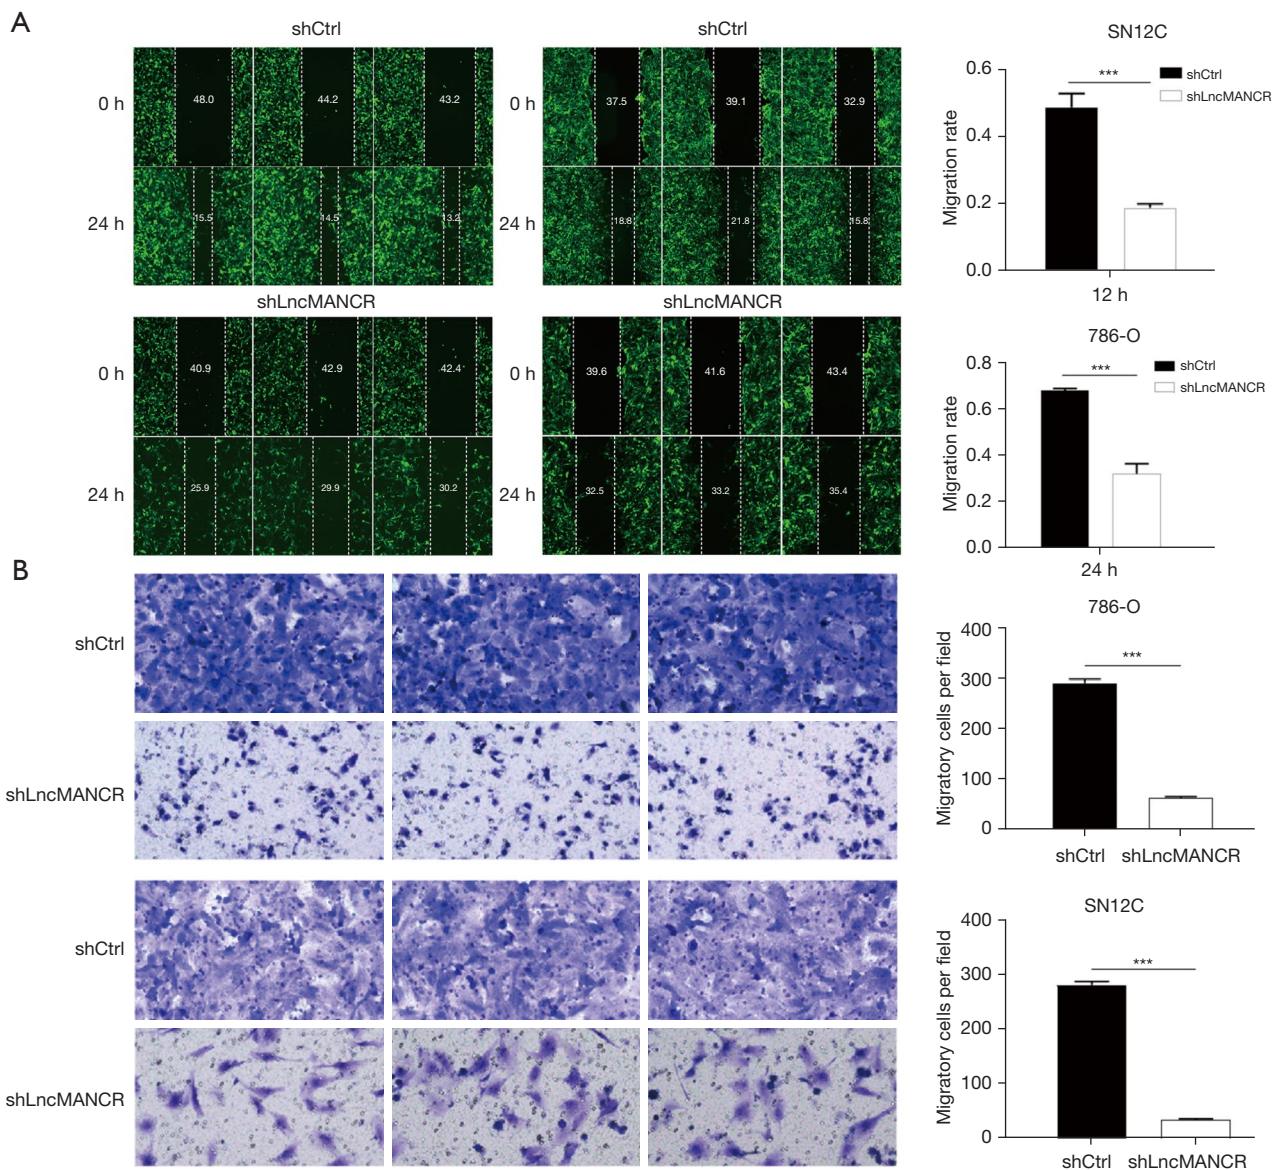 A
shCtrl
shCtrl
0 h
48.0
44.2
43.2
0 h
37.5
39.1
32.9
24 h
15.5
14.5
13.2
24 h
18.8
21.8
15.8
shLncMANCR
shLncMANCR
0 h
40.9
42.9
42.4
0 h
39.6
41.6
43.4
24 h
25.9
29.9
30.2
24 h
32.5
33.2
35.4
SN12C
Migration rate
0.6
0.4
0.2
0.0
***
shCtrl
shLncMANCR
12 h
786-O
Migration rate
0.8
0.6
0.4
0.2
0.0
***
shCtrl
shLncMANCR
24 h
B
shCtrl
shLncMANCR
shCtrl
shLncMANCR
786-O
Migratory cells per field
400
300
200
100
0
***
shCtrl shLncMANCR
SN12C
Migratory cells per field
400
300
200
100
0
***
shCtrl shLncMANCR